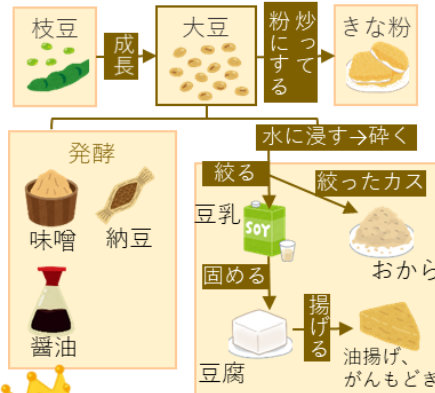 枝豆
成長
大豆
炒って
粉にする
きな粉
発酵
味噌
納豆
醤油
水に浸す→砕く
絞る
絞ったカス
豆乳
SOY
おから
固める
豆腐
揚げる
油揚げ、
がんもどき